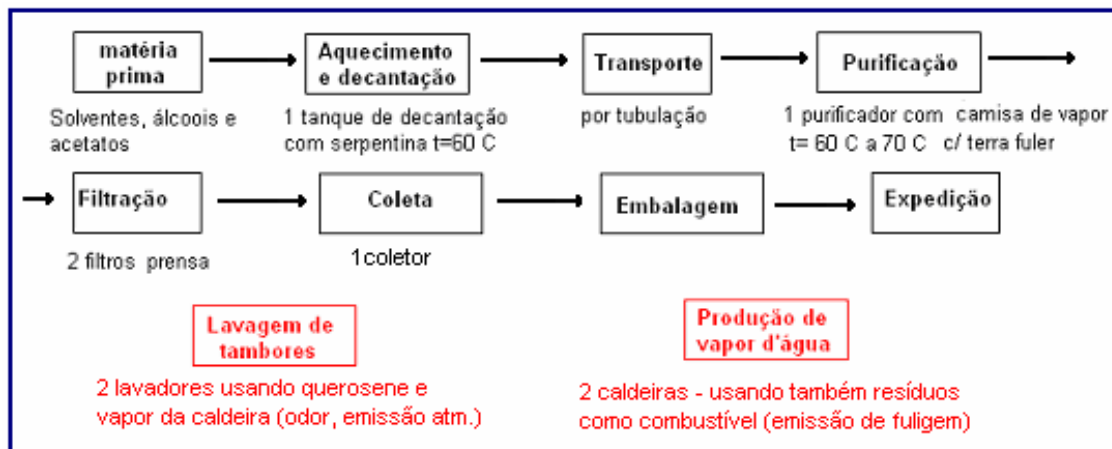 matéria
prima
Aquecimento
e decantação
Transporte
Purificação
Solventes, álcoois e
acetatos
1 tanque de decantação
com serpentina t=60 C
por tubulação
1 purificador com camisa de vapor
t= 60 C a 70 C c/ terra fuler
Filtração
Coleta
Embalagem
Expedição
2 filtros prensa
1coletor
Lavagem de
tambores
Produção de
vapor d'água
2 lavadores usando querosene e
vapor da caldeira (odor, emissão atm.)
2 caldeiras - usando também resíduos
como combustível (emissão de fuligem)